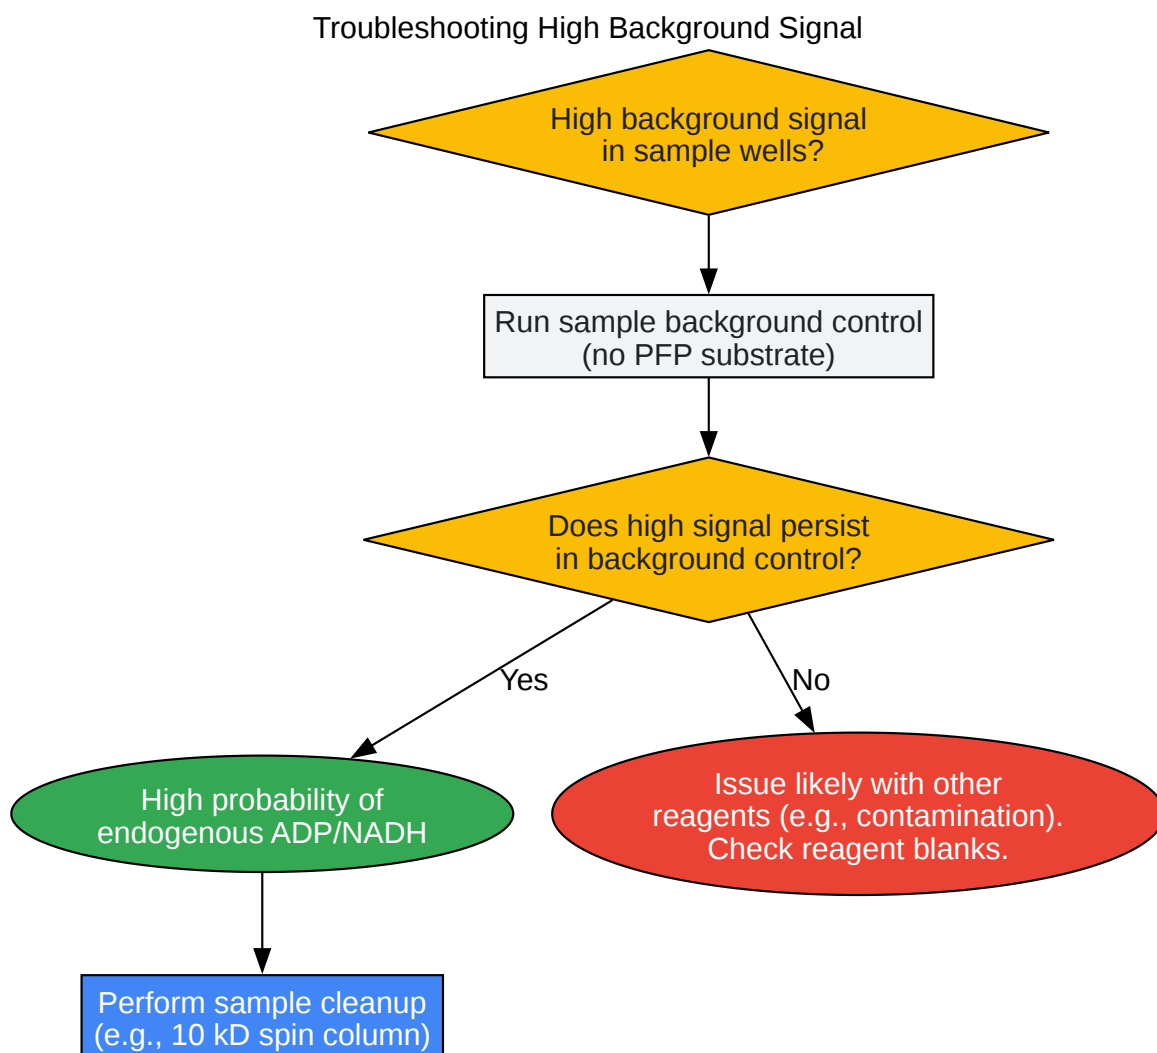 Troubleshooting High Background Signal
High background signal
in sample wells?
Run sample background control
(no PFP substrate)
Does high signal persist
in background control?
Yes
No
High probability of
endogenous ADP/NADH
Issue likely with other
reagents (e.g., contamination).
Check reagent blanks.
Perform sample cleanup
(e.g., 10 kD spin column)